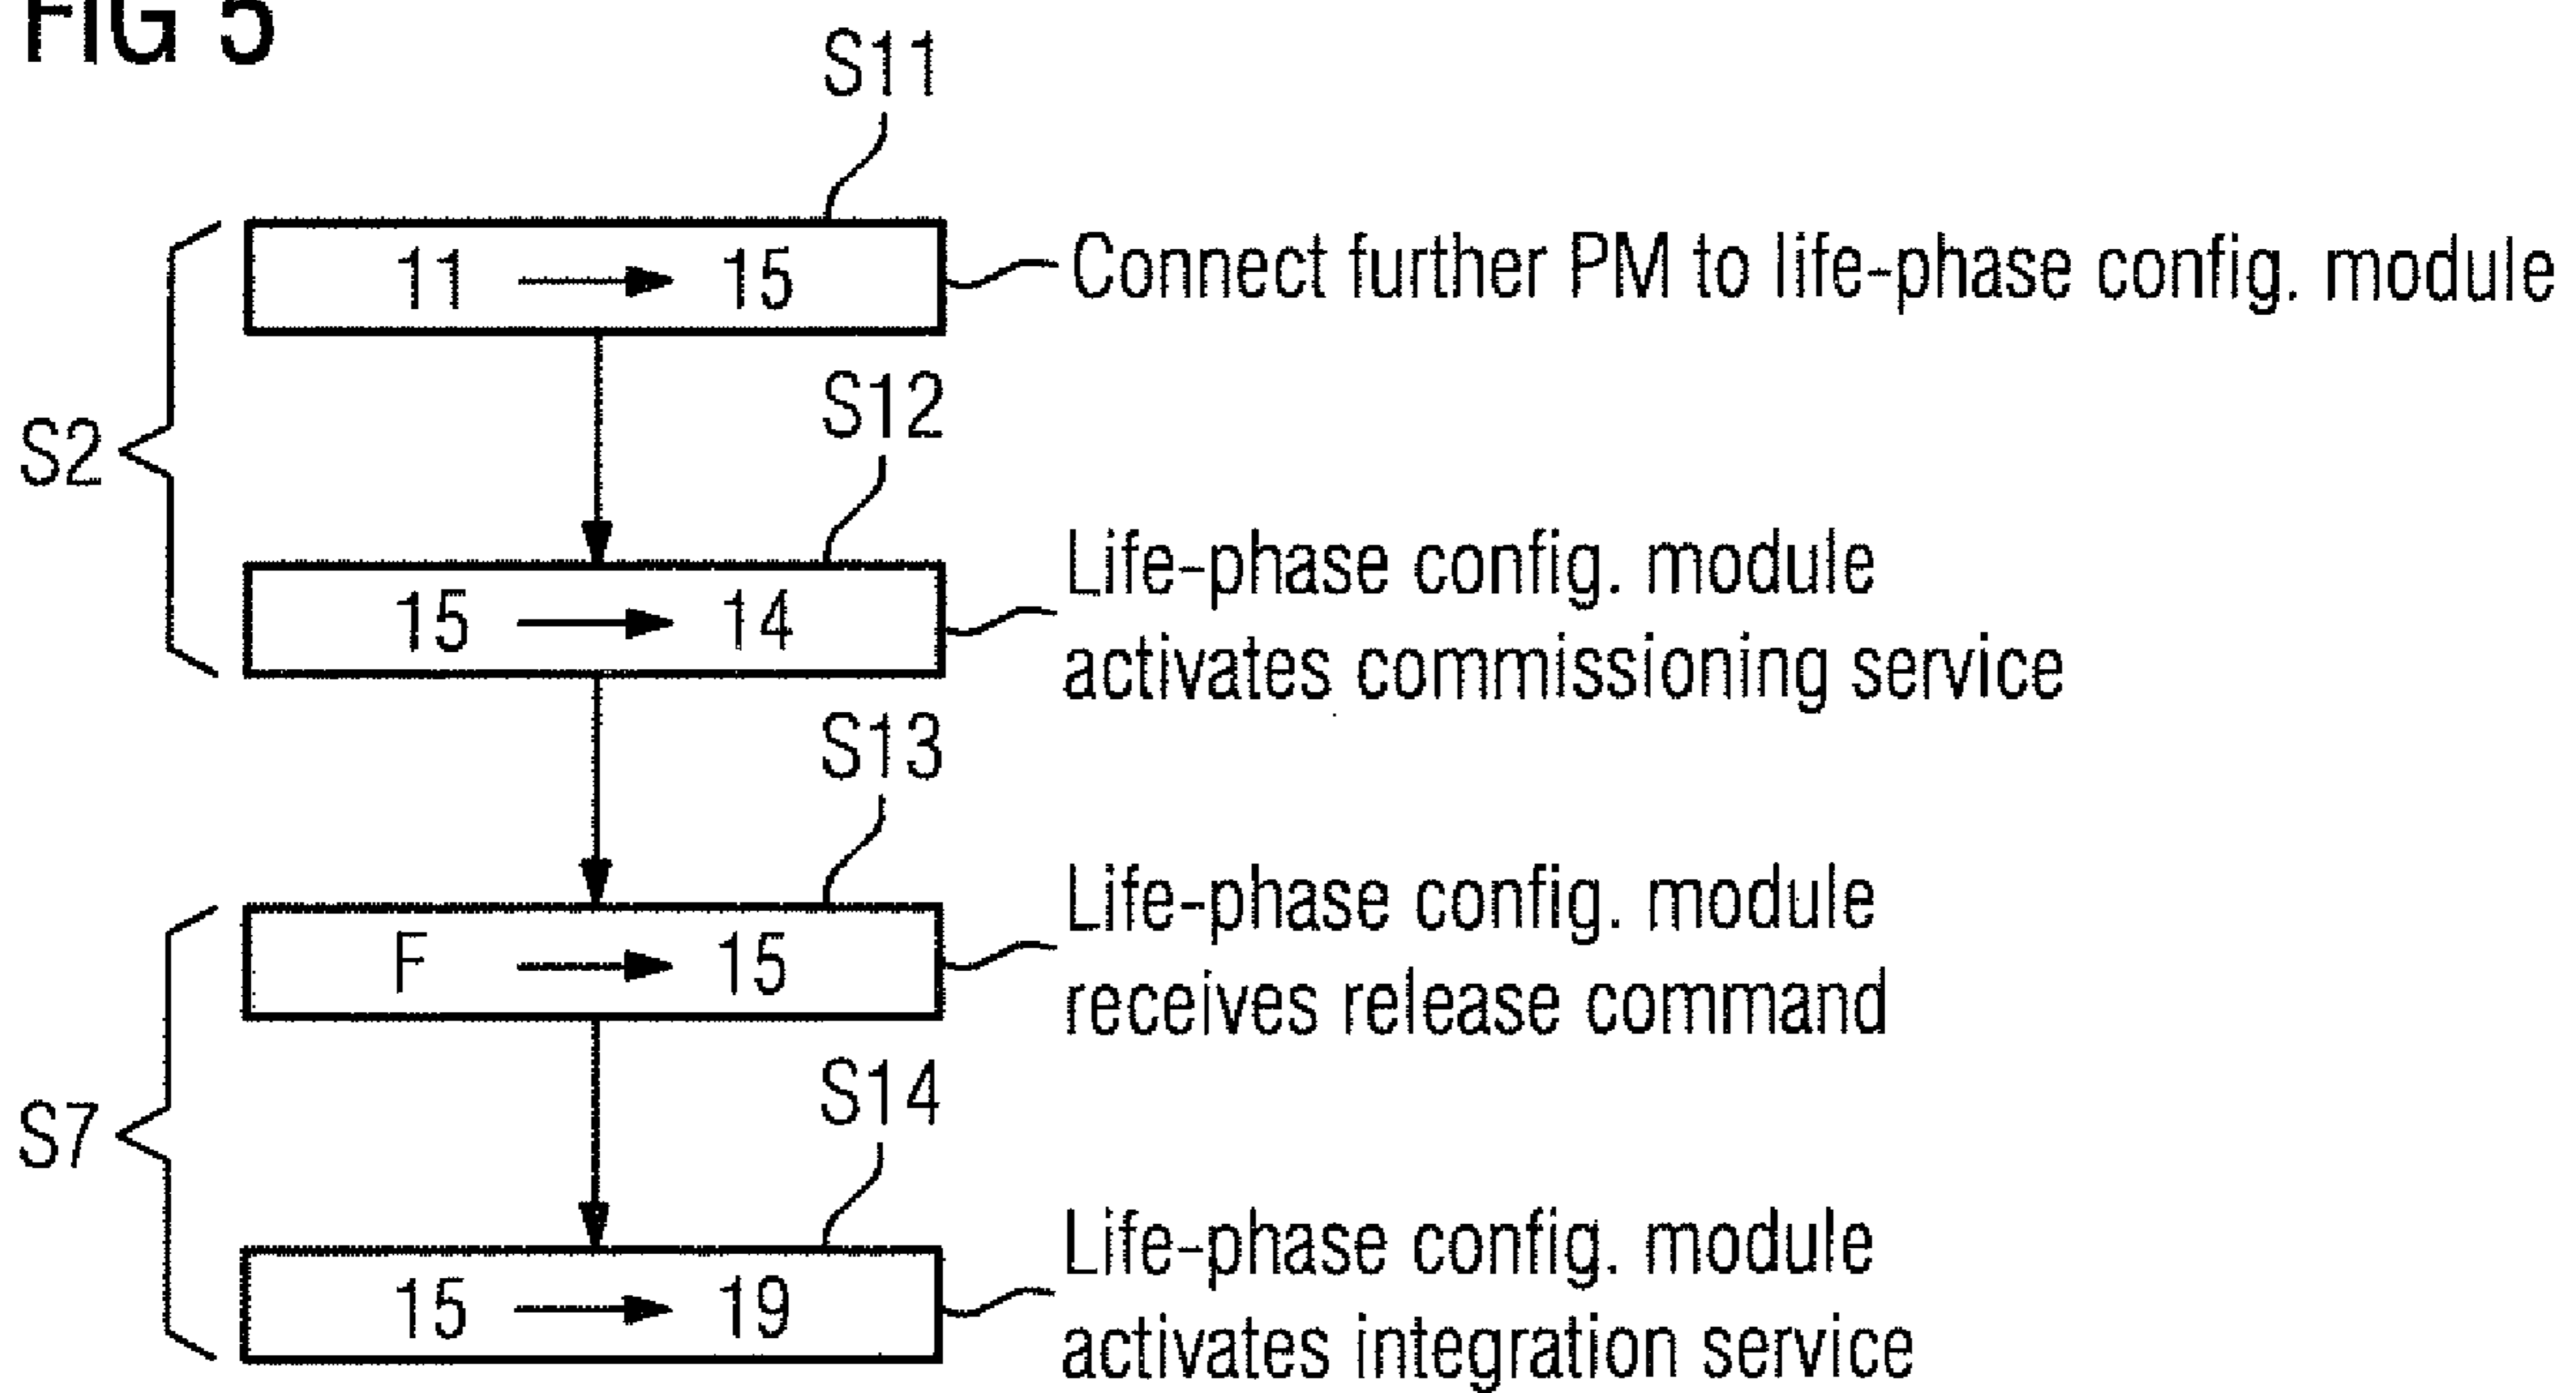 FIG 5
S11
11 → 15
Connect further PM to life-phase config. module
S2
S12
15 → 14
Life-phase config. module
activates commissioning service
S13
F → 15
Life-phase config. module
receives release command
S7
S14
15 → 19
Life-phase config. module
activates integration service